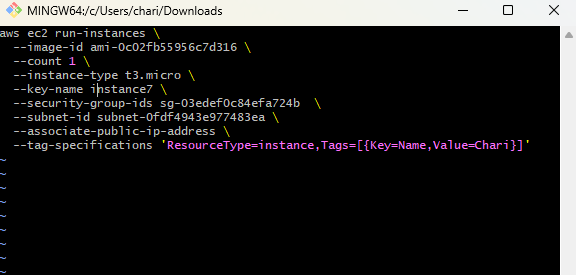 MINGW64:/c/Users/chari/Downloads
aws ec2 run-instances \
  --image-id ami-0c02fb55956c7d316 \
  --count 1 \
  --instance-type t3.micro \
  --key-name instance7 \
  --security-group-ids sg-03edef0c84efa724b  \
  --subnet-id subnet-0fdf4943e977483ea \
  --associate-public-ip-address \
  --tag-specifications 'ResourceType=instance,Tags=[{Key=Name,Value=Chari}]'
~
~
~
~
~
~
~
~
~